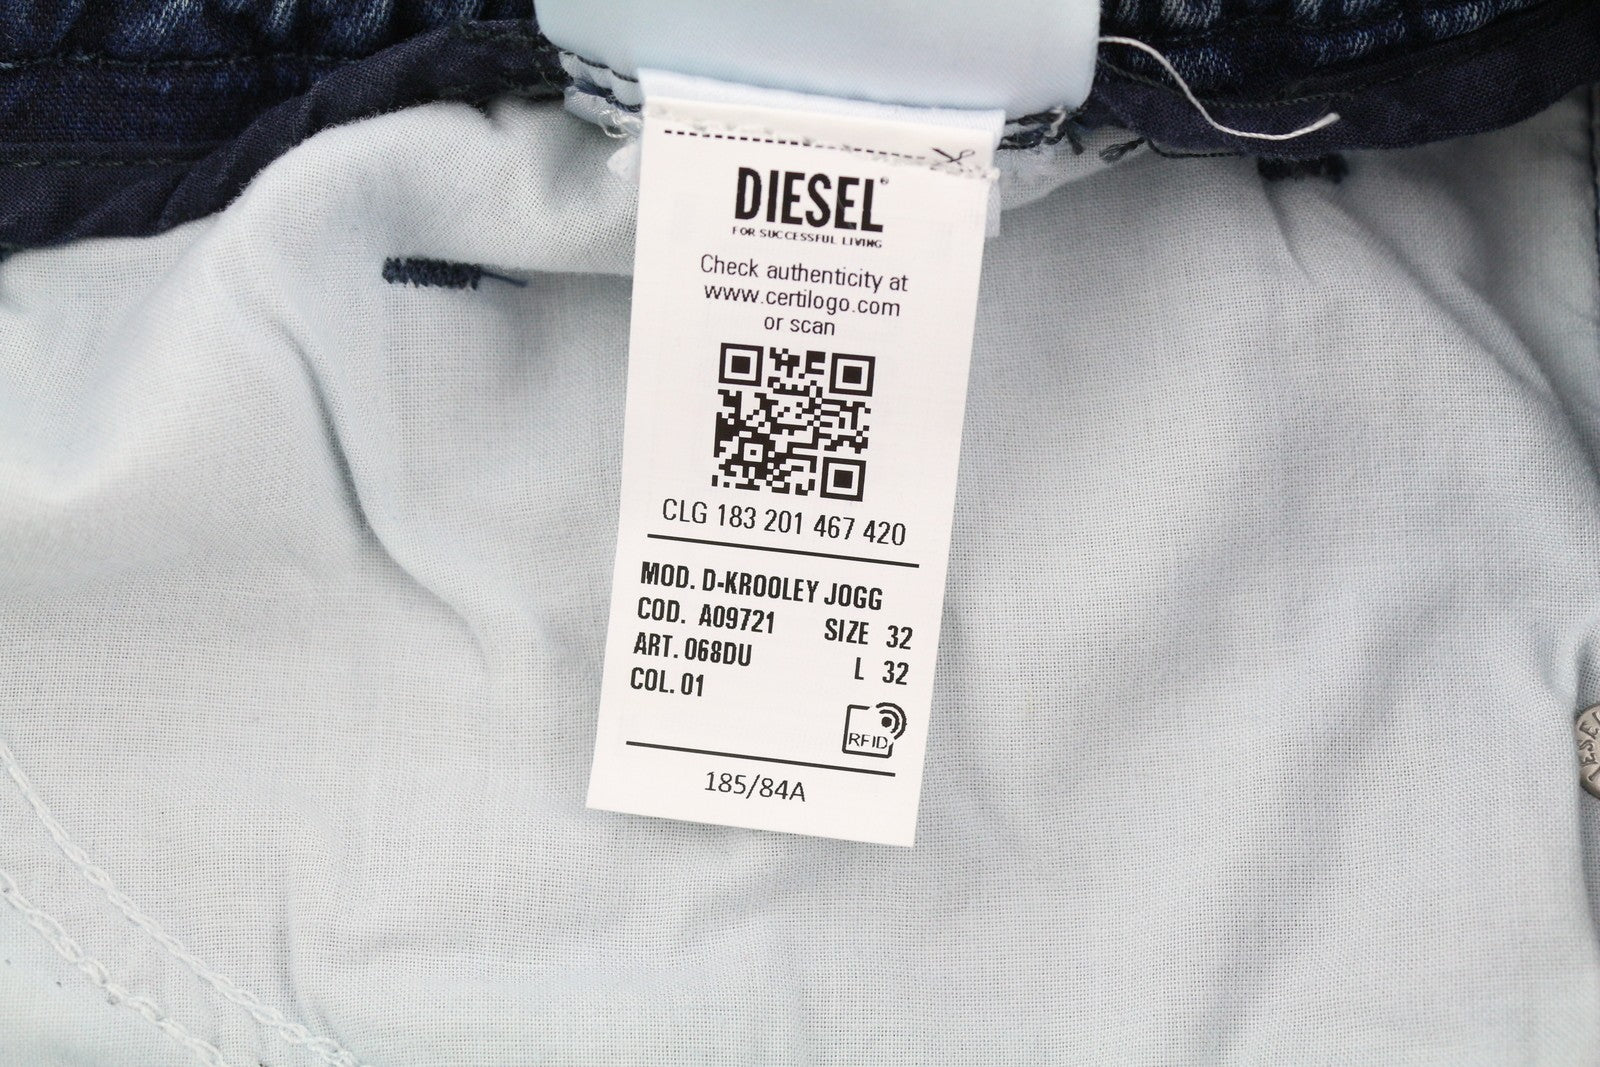 DIESEL®
FOR SUCCESSFUL LIVING
Check authenticity at
www.certilogo.com
or scan
CLG 183 201 467 420
MOD. D-KROOLEY JOGG
COD. A09721 SIZE 32
ART. 068DU L 32
COL. 01
RFID
185/84A